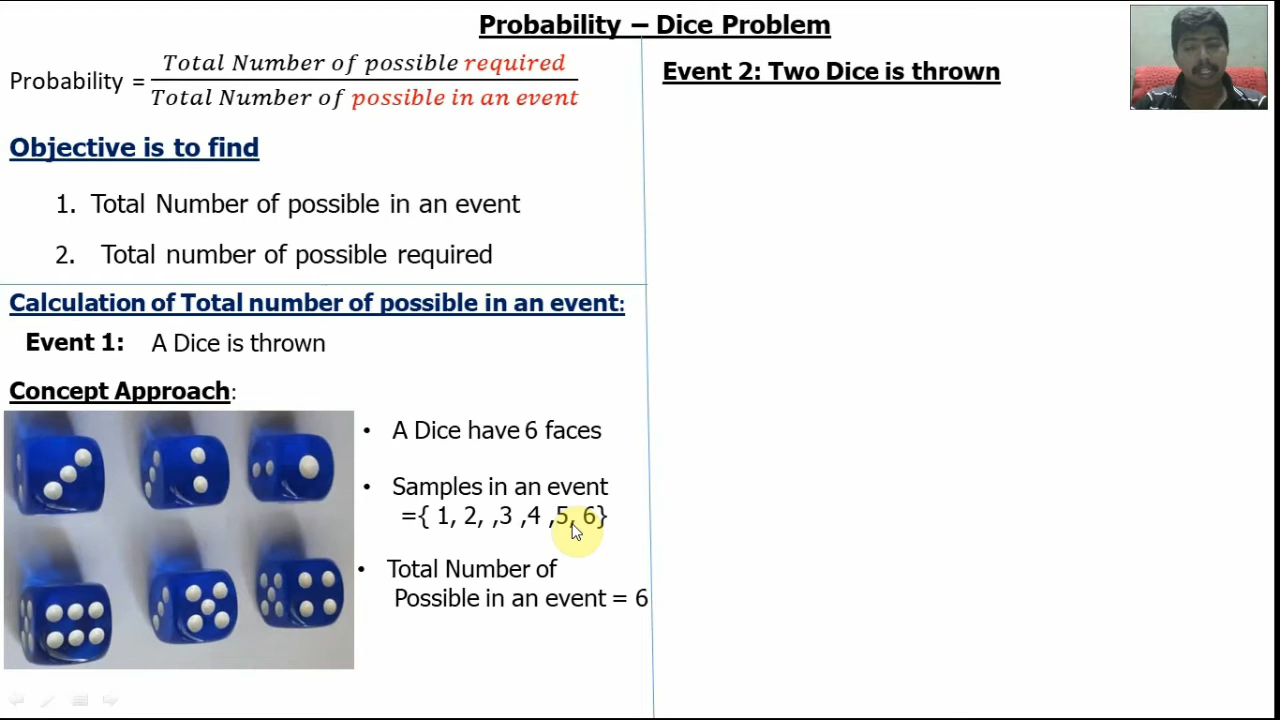 Probability – Dice Problem
Probability = Total Number of possible required
Total Number of possible in an event
Objective is to find
1. Total Number of possible in an event
2. Total number of possible required
Calculation of Total number of possible in an event:
Event 1: A Dice is thrown
Concept Approach:
• A Dice have 6 faces
• Samples in an event
={ 1, 2, ,3 ,4 ,5, 6}
• Total Number of
Possible in an event = 6
Event 2: Two Dice is thrown